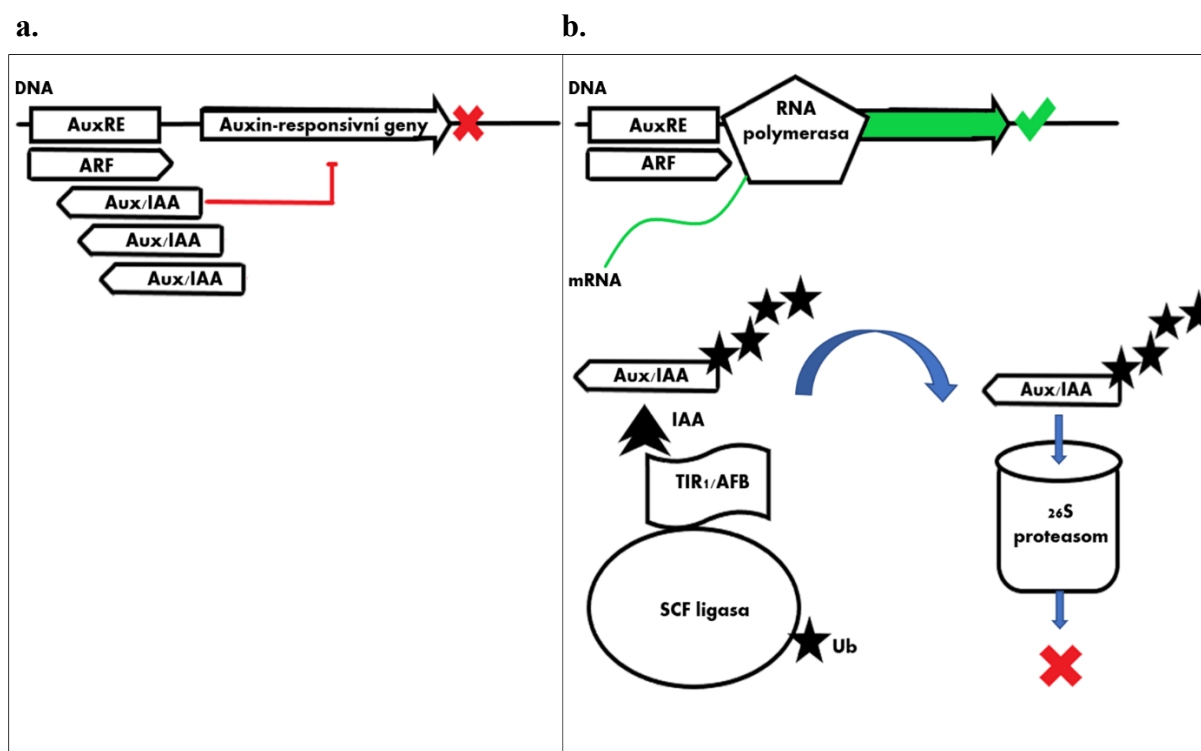 a.
b.
DNA
AuxRE
Auxin-responsivní geny
ARF
Aux/IAA
Aux/IAA
Aux/IAA
DNA
AuxRE
RNA
polymerasa
ARF
mRNA
Aux/IAA
IAA
TIR1/AFB
SCF ligasa
Ub
Aux/IAA
26S
proteasom